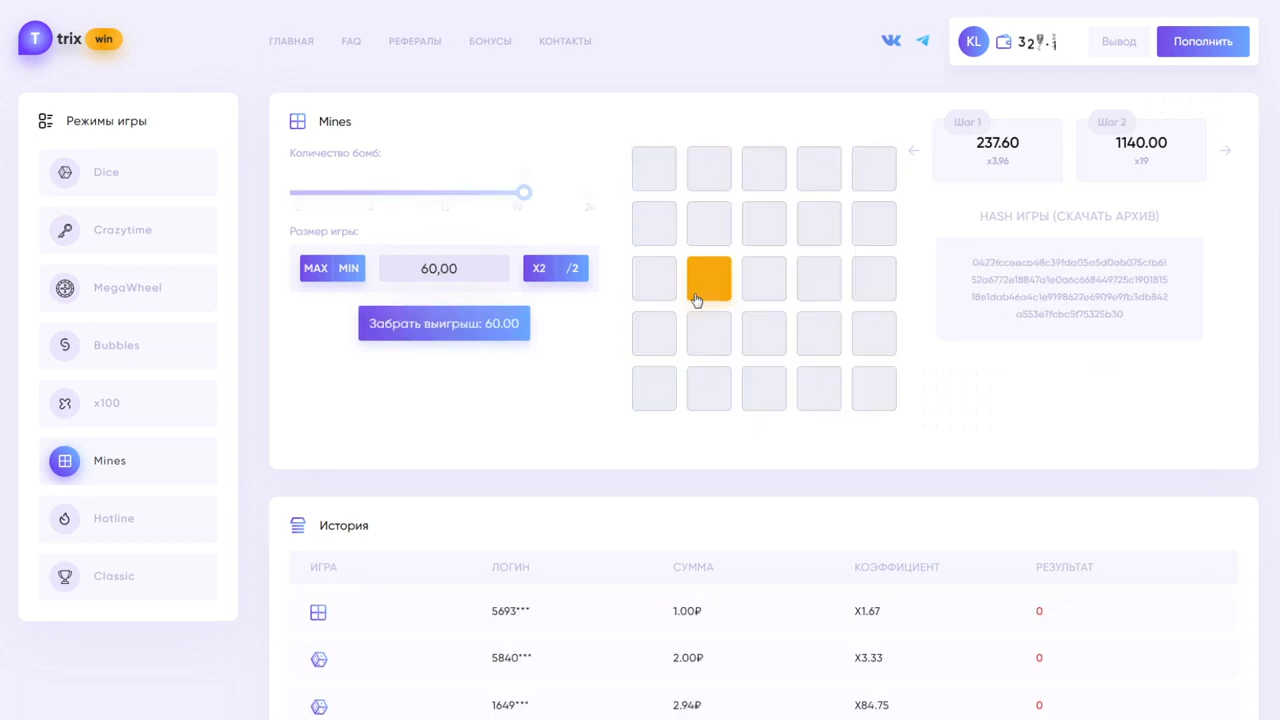 T trix win
ГЛАВНАЯ FAQ РЕФЕРАЛЫ БОНУСЫ КОНТАКТЫ
KL
Вывод Пополнить
Режимы игры
Dice
Crazytime
MegaWheel
Bubbles
x100
Mines
Hotline
Classic
Mines
Количество бомб:
24
Размер игры:
MAX MIN 60,00 X2 /2
Забрать выигрыш: 60.00
Шаг 1
237.60
x3.96
Шаг 2
1140.00
x19
HASH ИГРЫ (СКАЧАТЬ АРХИВ)
История
ИГРА ЛОГИН СУММА КОЭФФИЦИЕНТ РЕЗУЛЬТАТ
5693*** 1.00₽ X1.67 0
5840*** 2.00₽ X3.33 0
1649*** 2.94₽ X84.75 0